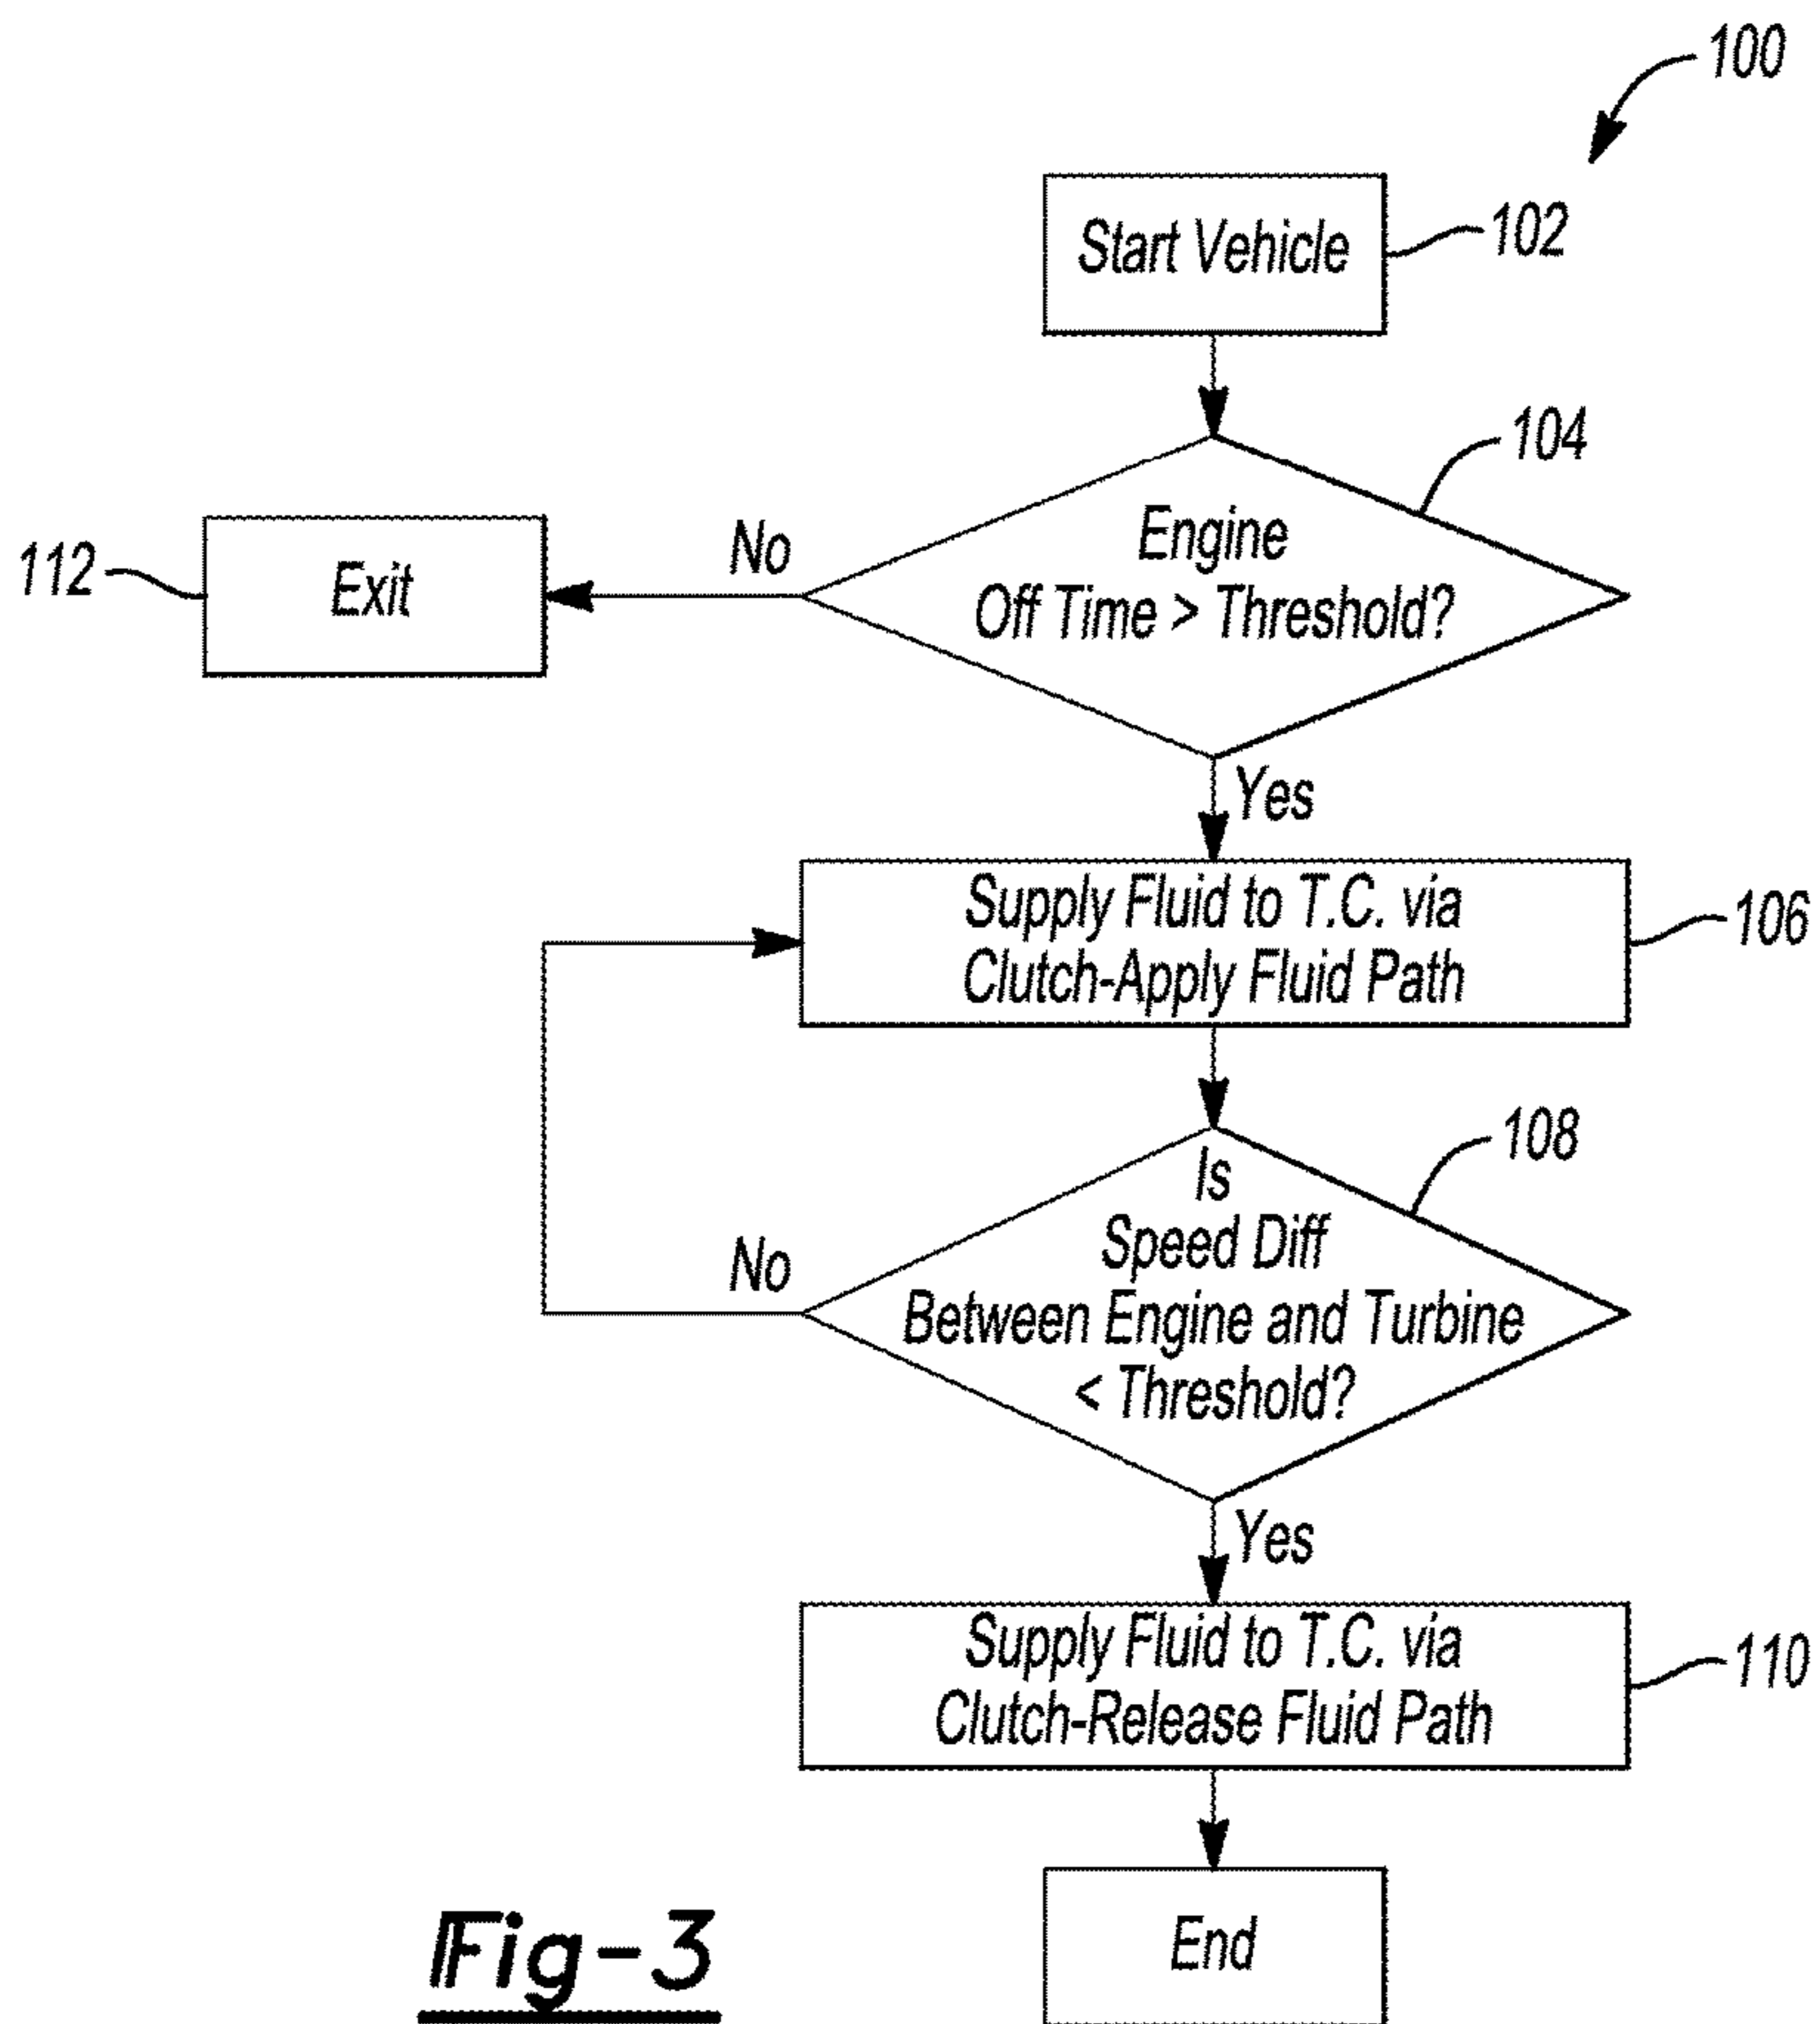 100
Start Vehicle
102
104
Engine
Off Time > Threshold?
No
Exit
112
Yes
Supply Fluid to T.C. via
Clutch-Apply Fluid Path
106
108
Is
Speed Diff
Between Engine and Turbine
< Threshold?
No
Yes
Supply Fluid to T.C. via
Clutch-Release Fluid Path
110
End
Fig-3